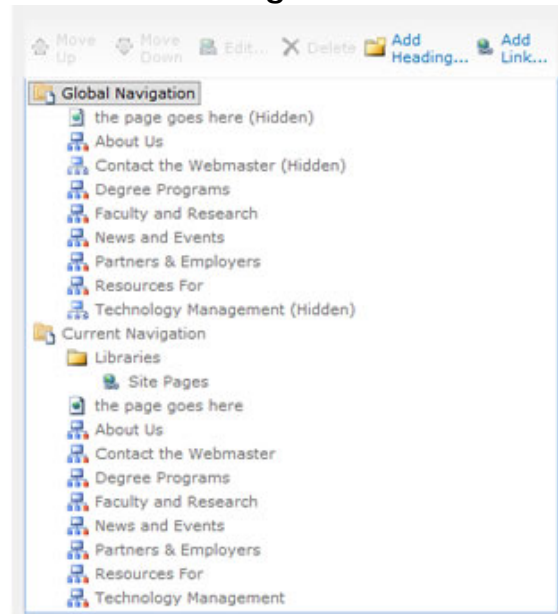 Move Up Move Down Edit... Delete Add Heading... Add Link...
Global Navigation
the page goes here (Hidden)
About Us
Contact the Webmaster (Hidden)
Degree Programs
Faculty and Research
News and Events
Partners & Employers
Resources For
Technology Management (Hidden)
Current Navigation
Libraries
Site Pages
the page goes here
About Us
Contact the Webmaster
Degree Programs
Faculty and Research
News and Events
Partners & Employers
Resources For
Technology Management